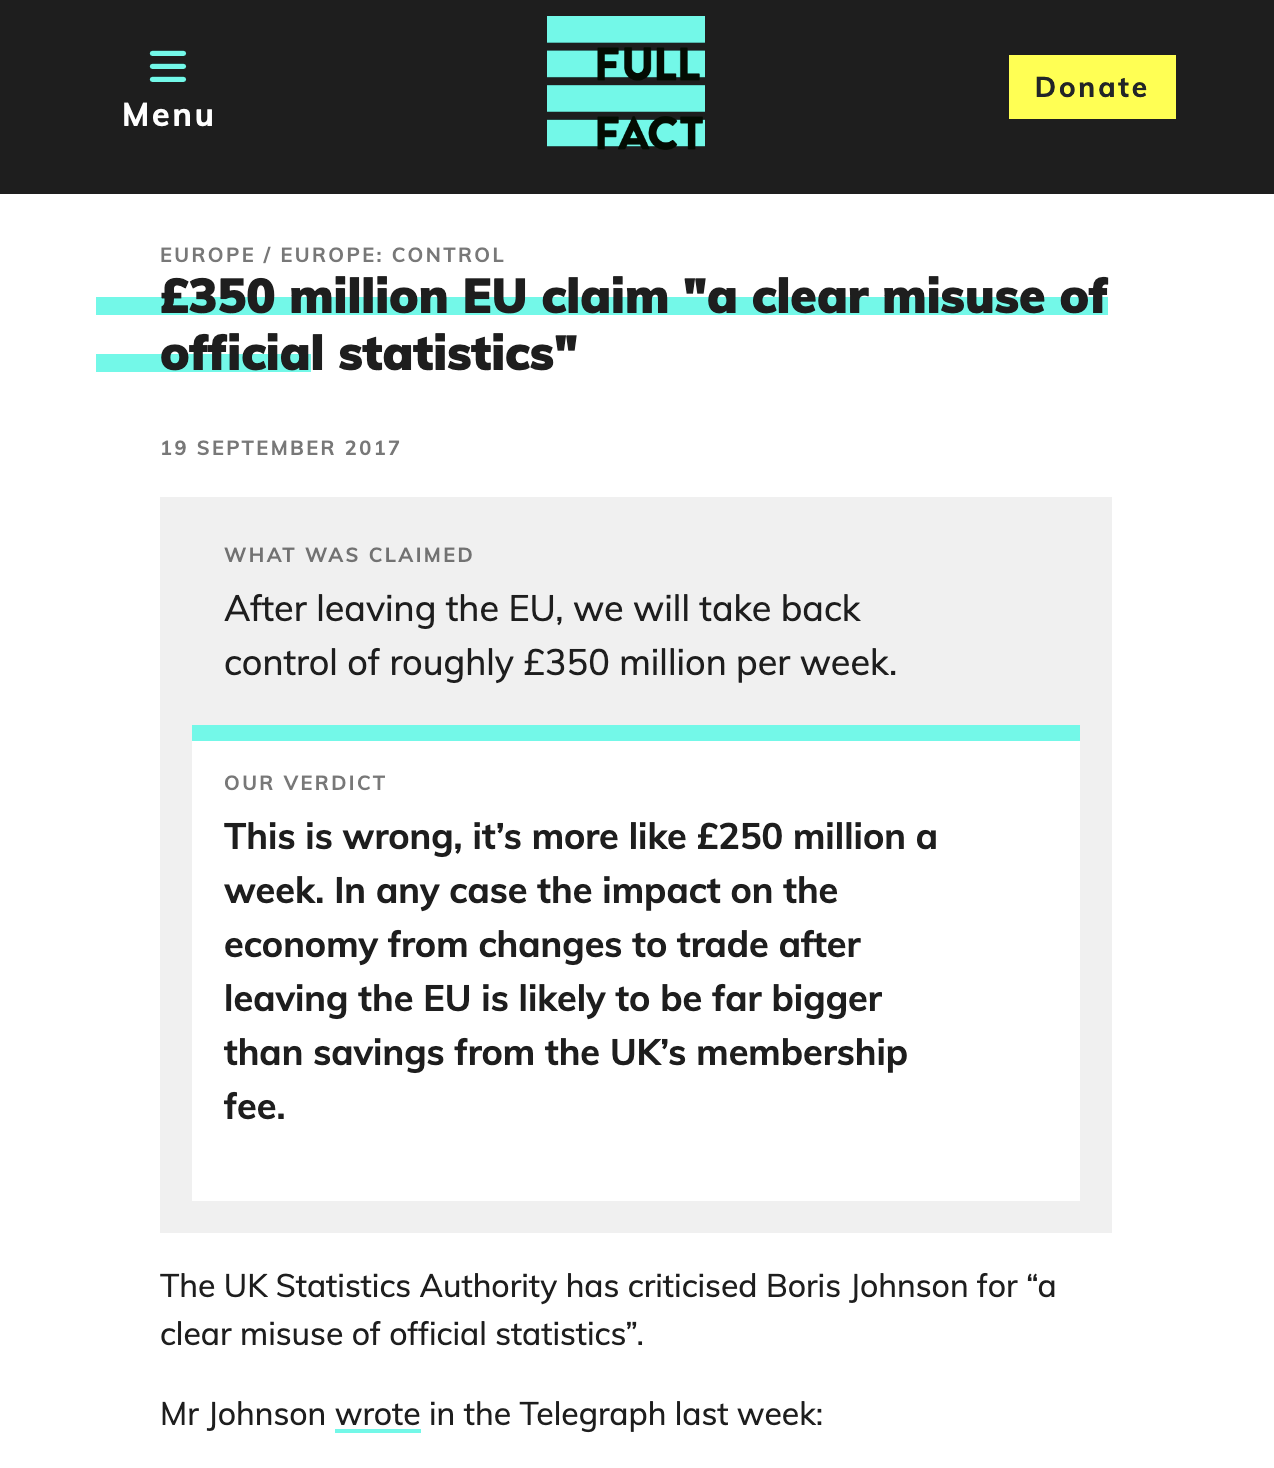 Menu
FULL
FACT
Donate
EUROPE / EUROPE: CONTROL
£350 million EU claim "a clear misuse of
official statistics"
19 SEPTEMBER 2017
WHAT WAS CLAIMED
After leaving the EU, we will take back
control of roughly £350 million per week.
OUR VERDICT
This is wrong, it’s more like £250 million a
week. In any case the impact on the
economy from changes to trade after
leaving the EU is likely to be far bigger
than savings from the UK’s membership
fee.
The UK Statistics Authority has criticised Boris Johnson for “a
clear misuse of official statistics”.
Mr Johnson wrote in the Telegraph last week: